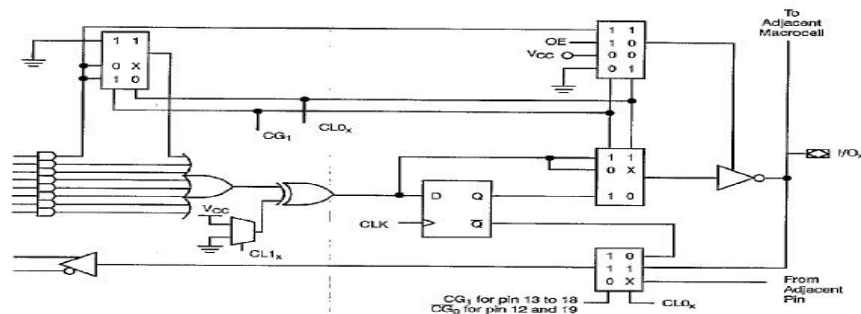 To
Adjacent
Macrocell
1 1
0 X
1 0
OE
VCC
1 1
1 0
0 0
0 1
CG1
CL0x
1 1
0 X
1 0
I/Ox
VCC
CL1x
D Q
CLK
Q
1 0
1 1
0 X
From
Adjacent
Pin
CG1 for pin 13 to 18
CG0 for pin 12 and 19
CL0x